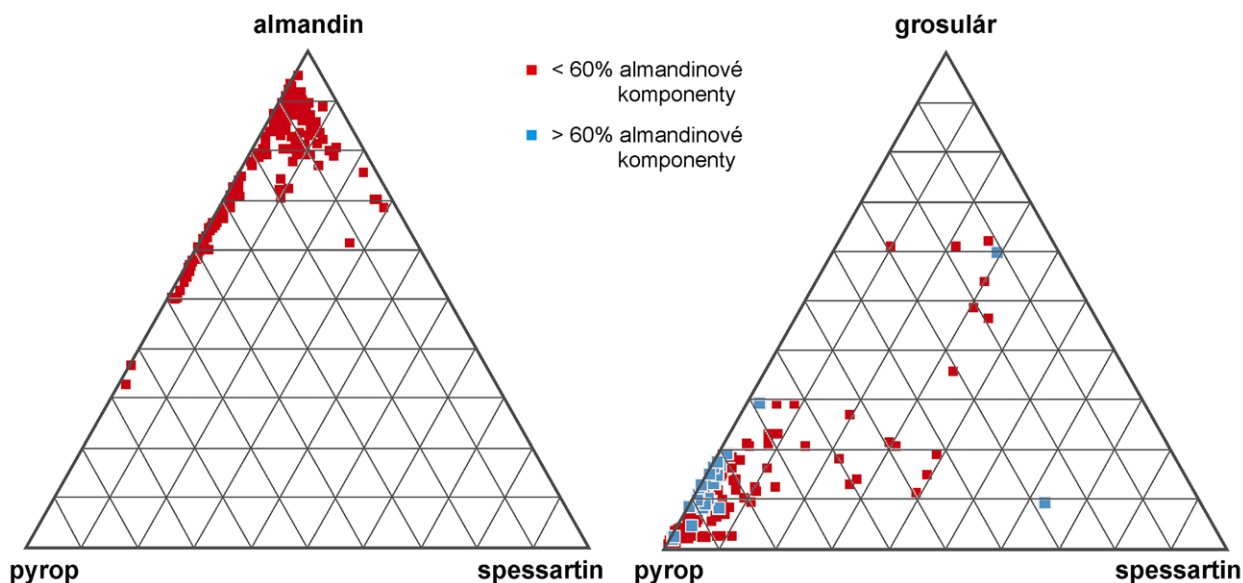 almandin
grosulár
< 60% almandinové
komponenty
> 60% almandinové
komponenty
pyrop
spessartin
pyrop
spessartin